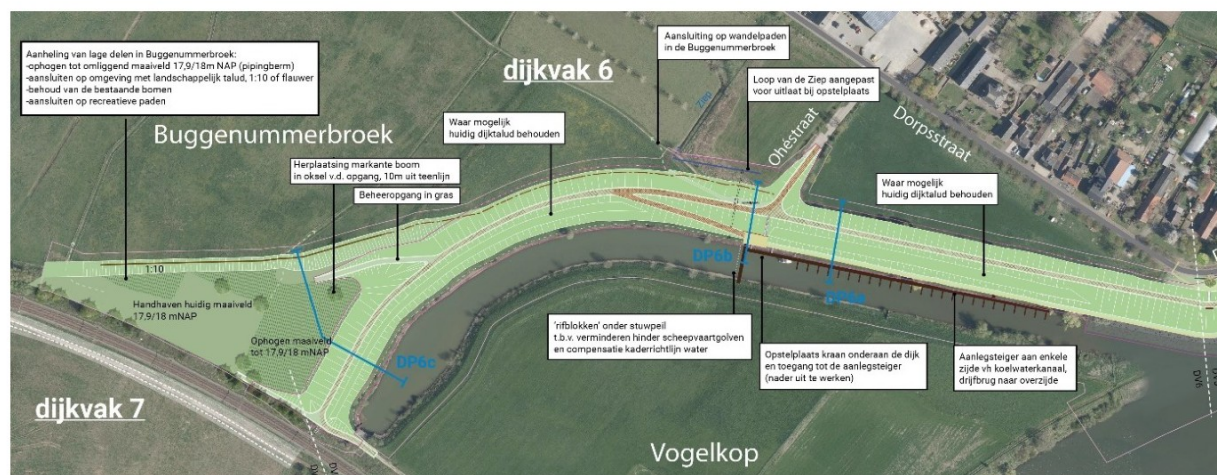 Aanheling van lage delen in Buggenummerbroek:
-ophogen tot omliggend maaiveld 17,9/18m NAP (pipingberm)
-aansluiten op omgeving met landschappelijk talud, 1:10 of flauwer
-behoud van de bestaande bomen
-aansluiten op recreatieve paden
Buggenummerbroek
Herplaatsing markante boom
in oksel v.d. opgang, 10m uit teenlijn
Beheeropgang in gras
Waar mogelijk
huidig dijktalud behouden
dijkvak 6
Aansluiting op wandelpaden
in de Buggenummerbroek
Ziep
Loop van de Ziep aangepast
voor uitlaat bij opstelplaats
Ohéstraat
Dorpsstraat
Waar mogelijk
huidig dijktalud behouden
1:10
Handhaven huidig maaiveld
17.9/18 mNAP
Ophogen maaiveld
tot 17,9/18 mNAP
DP6c
DP6b
DP6a
'rifblokken' onder stuwpeil
t.b.v. verminderen hinder scheepvaartgolven
en compensatie kaderrichtlijn water
Opstelplaats kraan onderaan de dijk
en toegang tot de aanlegsteiger
(nader uit te werken)
Aanlegsteiger aan enkele
zijde vh koelwaterkanaal,
drijfbrug naar overzijde
DV6
dijkvak 7
Vogelkop